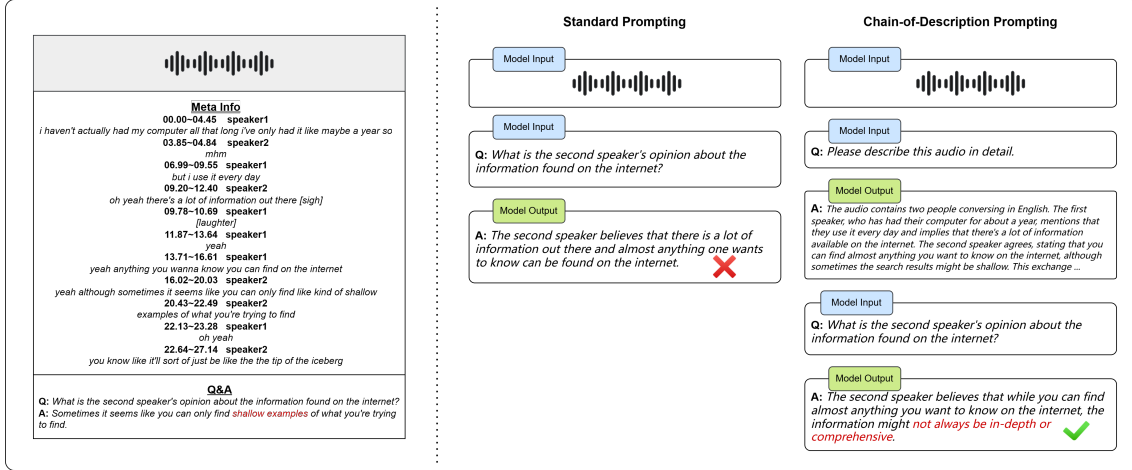 Meta Info
00.00~04.45 speaker1
i haven't actually had my computer all that long i've only had it like maybe a year so
03.85~04.84 speaker2
mhm
06.99~09.55 speaker1
but i use it every day
09.20~12.40 speaker2
oh yeah there's a lot of information out there [sigh]
09.78~10.69 speaker1
[laughter]
11.87~13.64 speaker1
yeah
13.71~16.61 speaker1
yeah anything you wanna know you can find on the internet
16.02~20.03 speaker2
yeah although sometimes it seems like you can only find like kind of shallow
20.43~22.49 speaker2
examples of what you're trying to find
22.13~23.28 speaker1
oh yeah
22.64~27.14 speaker2
you know like it'll sort of just be like the the tip of the iceberg
Q&A
Q: What is the second speaker's opinion about the information found on the internet?
A: Sometimes it seems like you can only find shallow examples of what you're trying
to find.
Standard Prompting
Model Input
Model Input
Q: What is the second speaker's opinion about the
information found on the internet?
Model Output
A: The second speaker believes that there is a lot of
information out there and almost anything one wants
to know can be found on the internet.
Chain-of-Description Prompting
Model Input
Model Input
Q: Please describe this audio in detail.
Model Output
A: The audio contains two people conversing in English. The first
speaker, who has had their computer for about a year, mentions that
they use it every day and implies that there's a lot of information
available on the internet. The second speaker agrees, stating that you
can find almost anything you want to know on the internet, although
sometimes the search results might be shallow. This exchange ...
Model Input
Q: What is the second speaker's opinion about the
information found on the internet?
Model Output
A: The second speaker believes that while you can find
almost anything you want to know on the internet, the
information might not always be in-depth or
comprehensive.